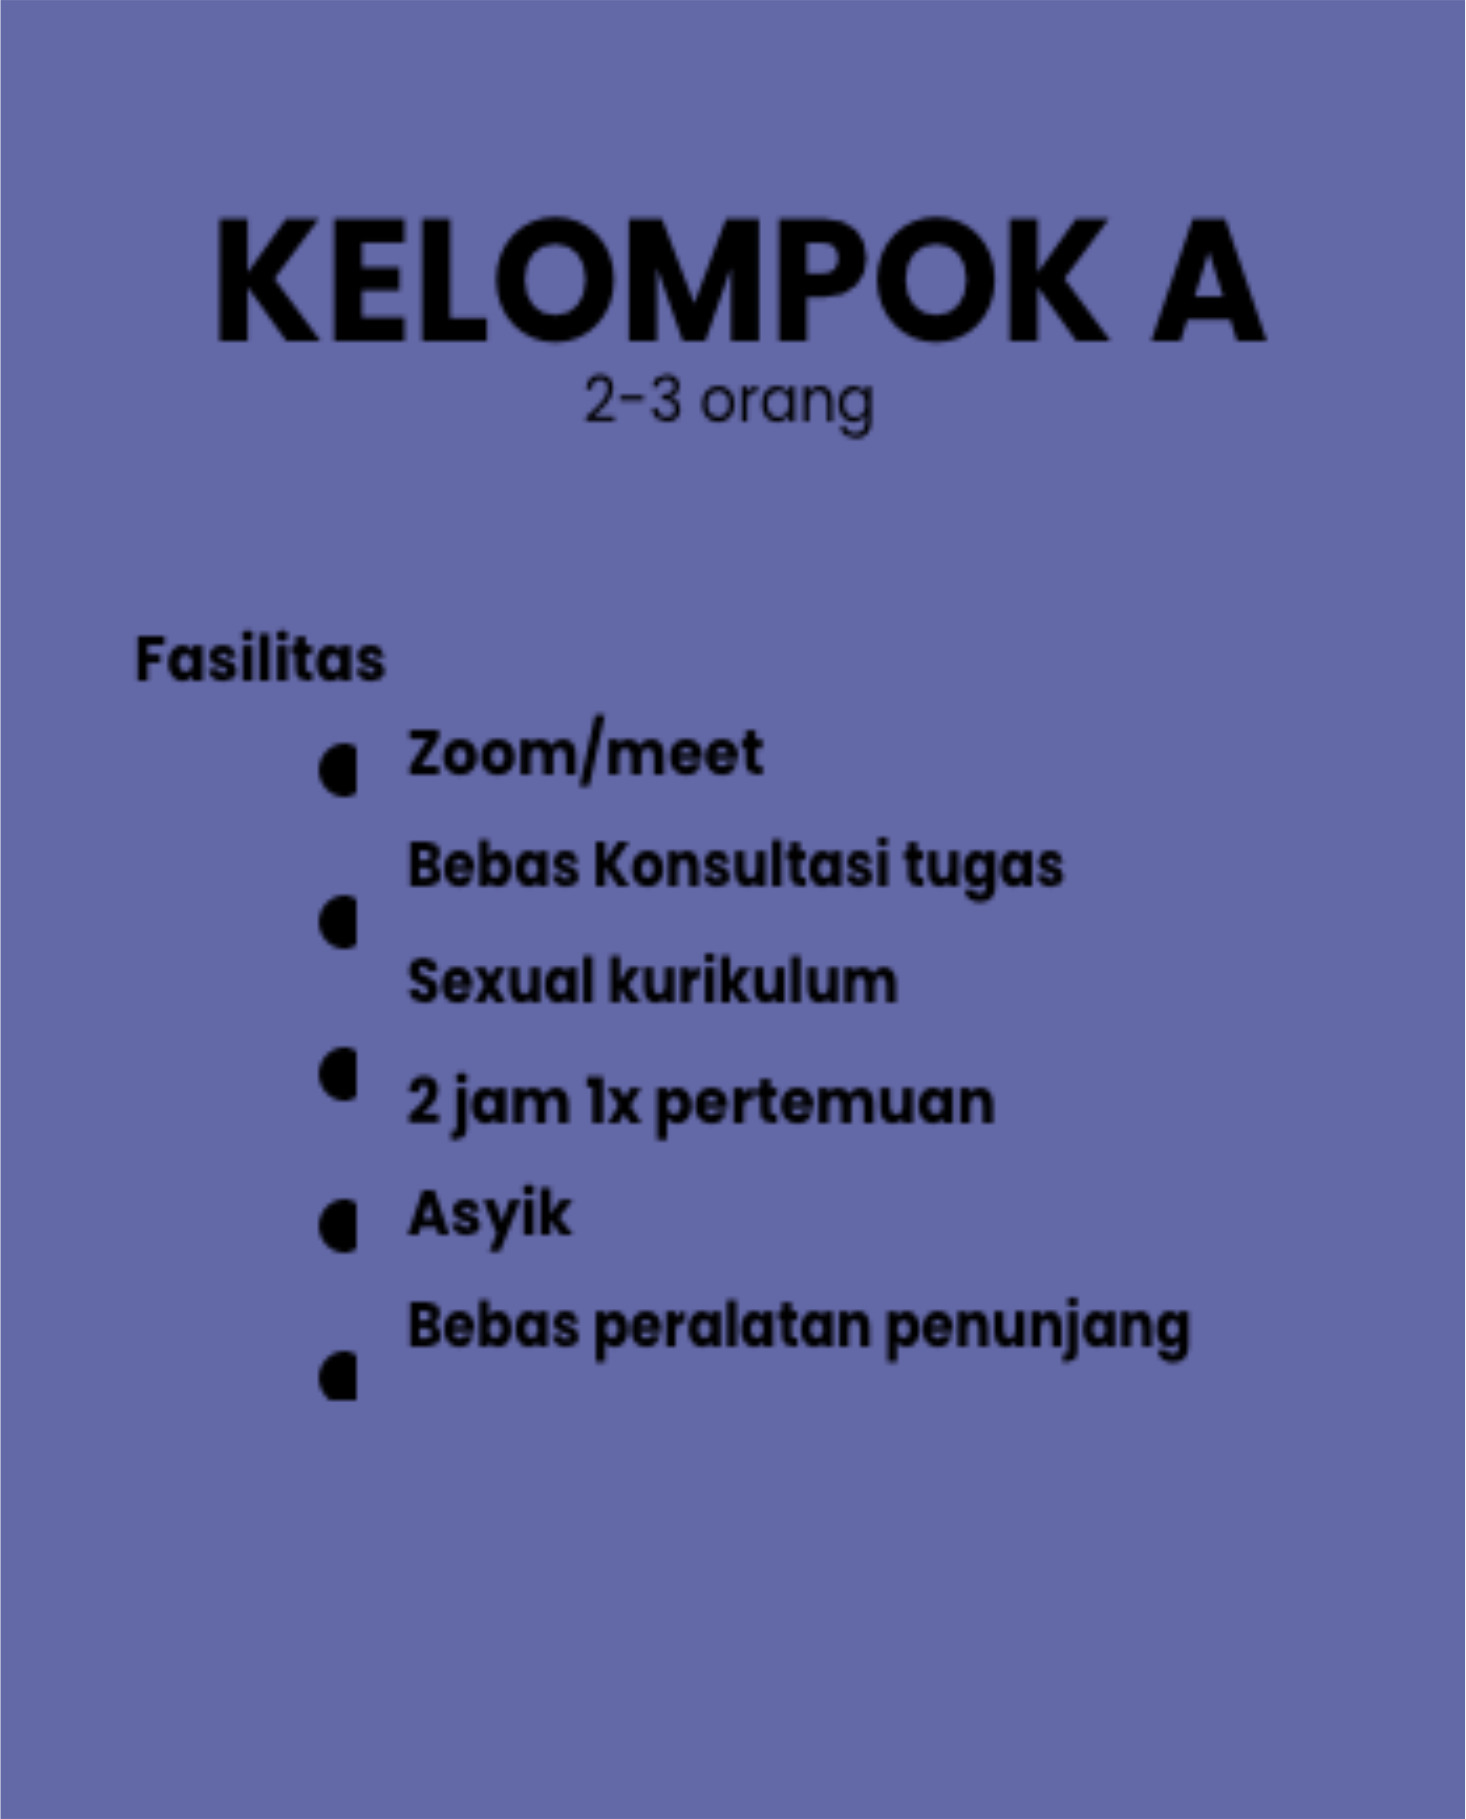 KELOMPOK A
2-3 orang
Fasilitas
Zoom/meet
Bebas Konsultasi tugas
Sexual kurikulum
2 jam 1x pertemuan
Asyik
Bebas peralatan penunjang